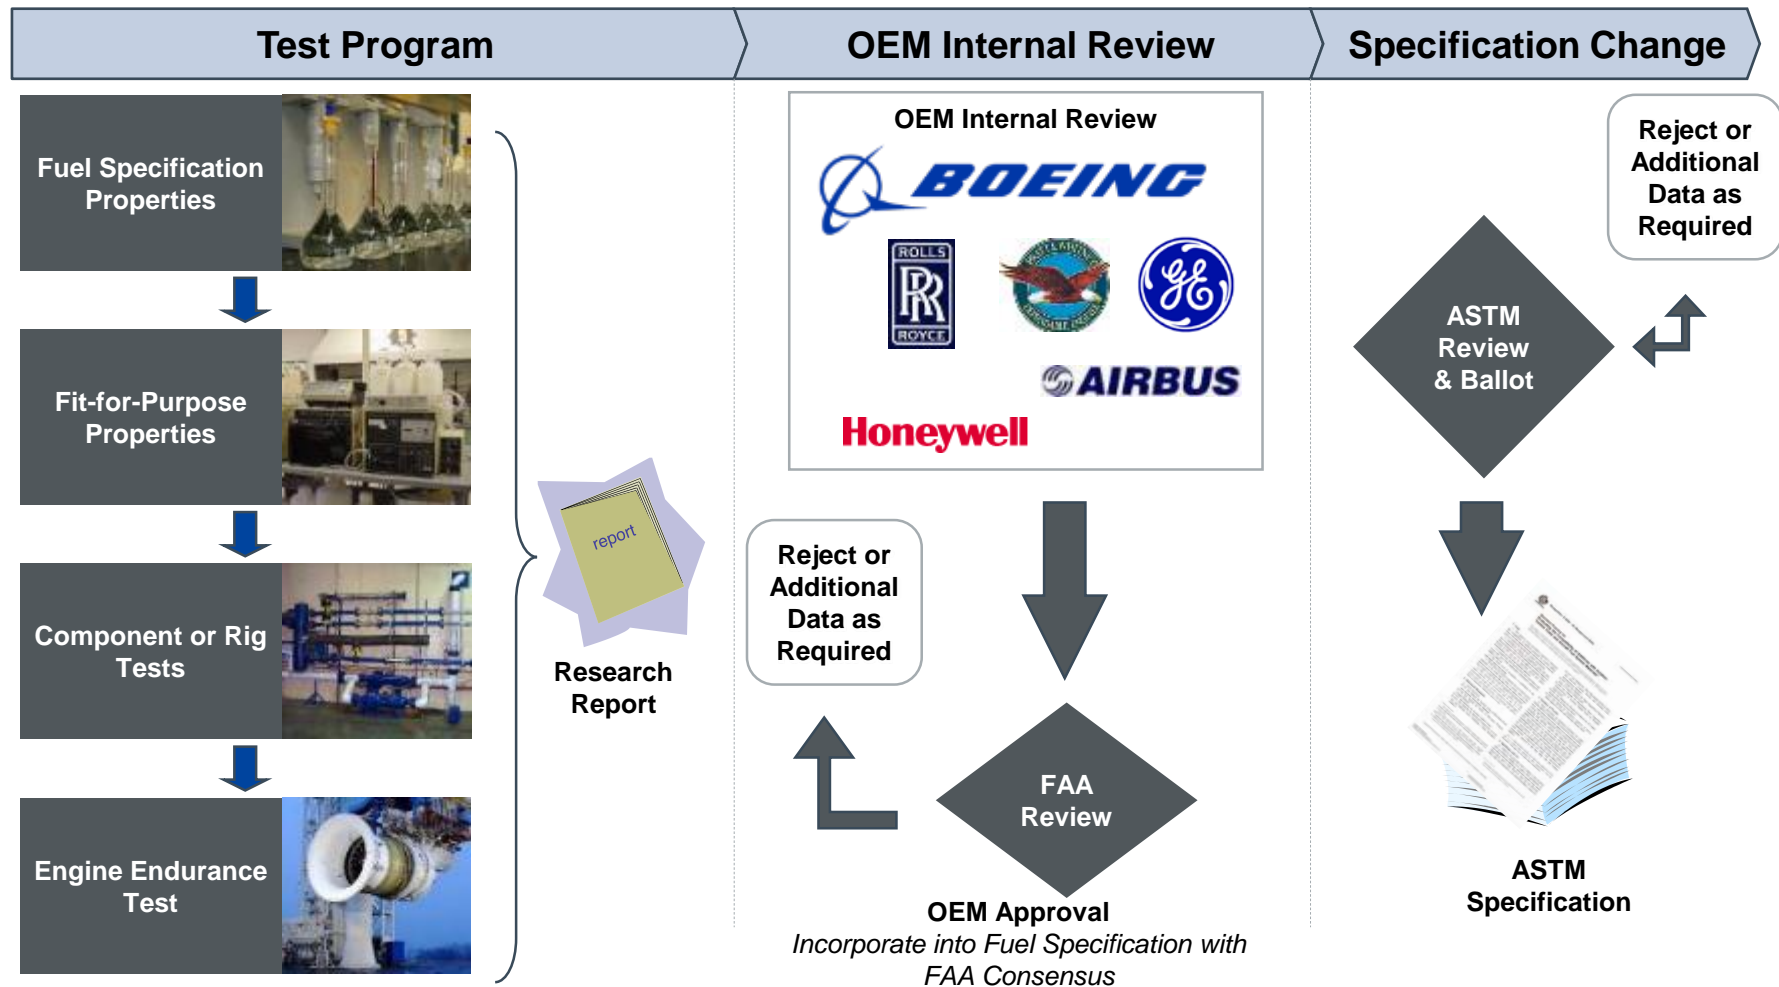 Test Program
OEM Internal Review
Specification Change
Fuel Specification
Properties
Fit-for-Purpose
Properties
Component or Rig
Tests
Engine Endurance
Test
report
Research
Report
OEM Internal Review
BOEING
ROLLS
RR
ROYCE
GE
AIRBUS
Honeywell
Reject or
Additional
Data as
Required
FAA
Review
OEM Approval
Incorporate into Fuel Specification with
FAA Consensus
Reject or
Additional
Data as
Required
ASTM
Review
& Ballot
ASTM
Specification